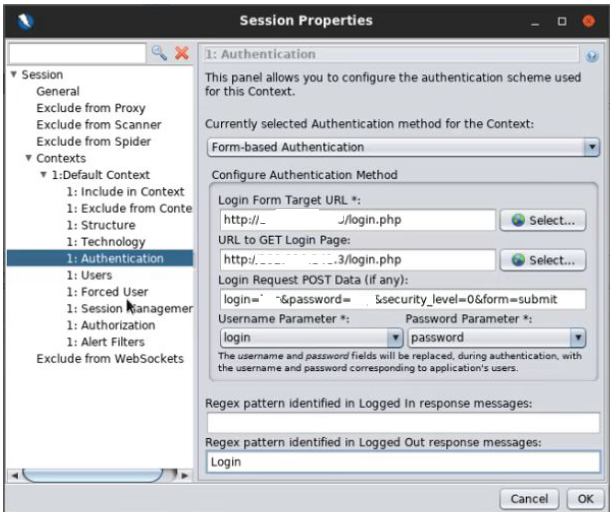 Session Properties
Session
General
Exclude from Proxy
Exclude from Scanner
Exclude from Spider
Contexts
1:Default Context
1: Include in Context
1: Exclude from Conte
1: Structure
1: Technology
1: Authentication
1: Users
1: Forced User
1: Session Managemer
1: Authorization
1: Alert Filters
Exclude from WebSockets
1: Authentication
This panel allows you to configure the authentication scheme used
for this Context.
Currently selected Authentication method for the Context:
Form-based Authentication
Configure Authentication Method
Login Form Target URL *:
http:// /login.php
Select...
URL to GET Login Page:
http:/ .3/login.php
Select...
Login Request POST Data (if any):
login= &password= &security_level=0&form=submit
Username Parameter *:
Password Parameter *:
login
password
The username and password fields will be replaced, during authentication, with
the username and password corresponding to application's users.
Regex pattern identified in Logged In response messages:
Regex pattern identified in Logged Out response messages:
Login
Cancel
OK